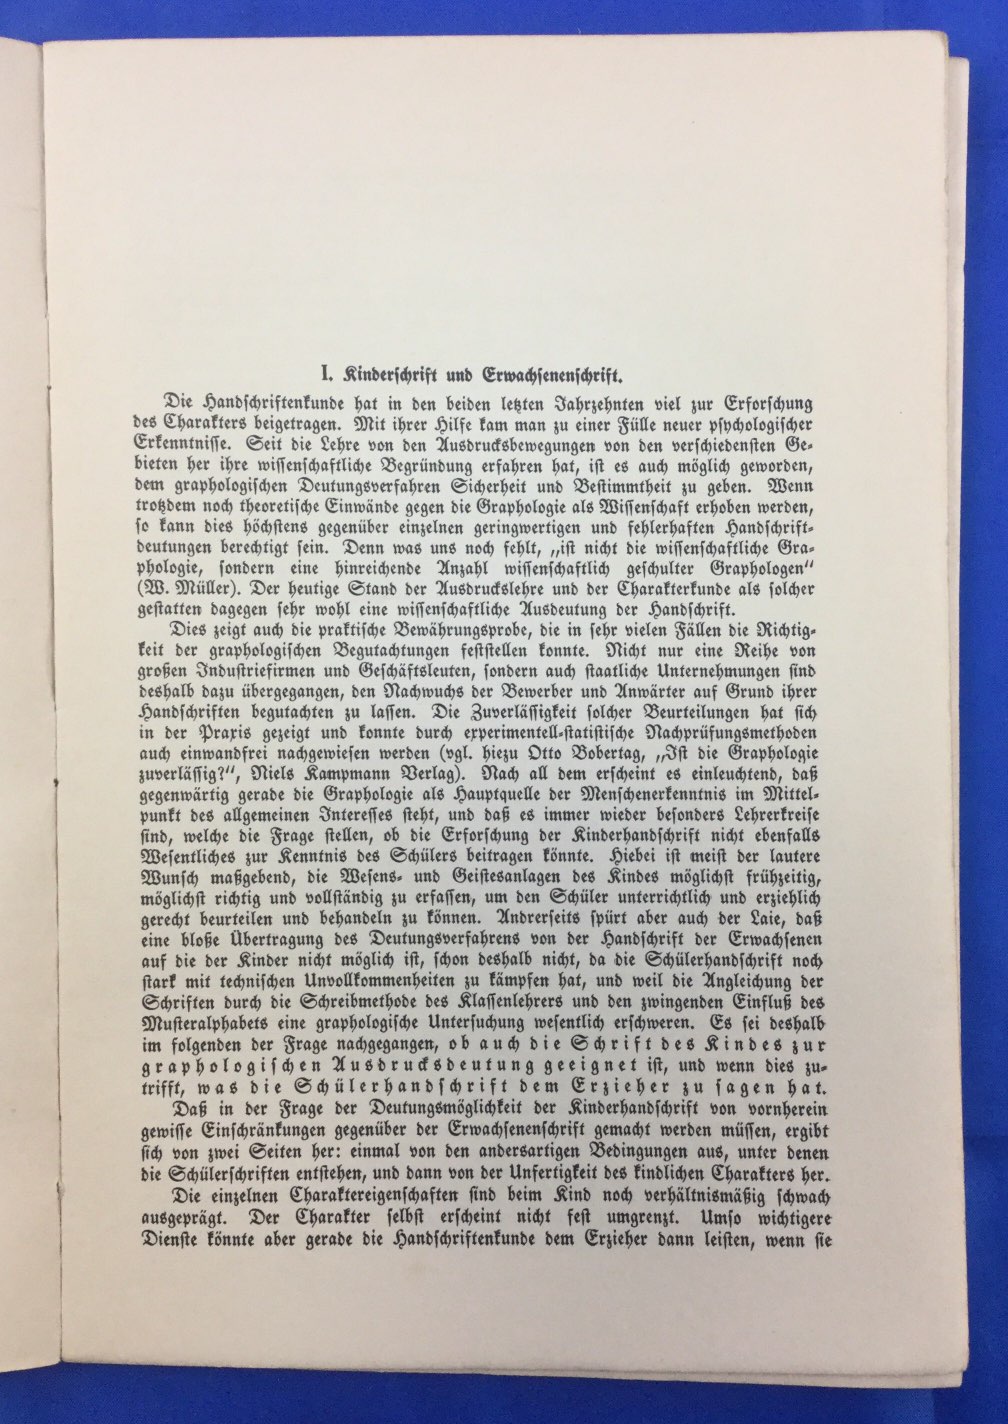 I. Kinderschrift und Erwachsenenschrift.
Die Handschriftenkunde hat in den beiden letzten Jahrzehnten viel zur Erforschung
des Charakters beigetragen. Mit ihrer Hilfe kam man zu einer Fülle neuer psychologischer
Erkenntnisse. Seit die Lehre von den Ausdrucksbewegungen von den verschiedensten Ge-
bieten her ihre wissenschaftliche Begründung erfahren hat, ist es auch möglich geworden,
dem graphologischen Deutungsverfahren Sicherheit und Bestimmtheit zu geben. Wenn
trotzdem noch theoretische Einwände gegen die Graphologie als Wissenschaft erhoben werden,
so kann dies höchstens gegenüber einzelnen geringwertigen und fehlerhaften Handschrift-
deutungen berechtigt sein. Denn was uns noch fehlt, „ist nicht die wissenschaftliche Gra-
phologie, sondern eine hinreichende Anzahl wissenschaftlich geschulter Graphologen"
(W. Müller). Der heutige Stand der Ausdruckslehre und der Charakterkunde als solcher
gestatten dagegen sehr wohl eine wissenschaftliche Ausdeutung der Handschrift.
Dies zeigt auch die praktische Bewährungsprobe, die in sehr vielen Fällen die Richtig-
keit der graphologischen Begutachtungen feststellen konnte. Nicht nur eine Reihe von
großen Industriefirmen und Geschäftsleuten, sondern auch staatliche Unternehmungen sind
deshalb dazu übergegangen, den Nachwuchs der Bewerber und Anwärter auf Grund ihrer
Handschriften begutachten zu lassen. Die Zuverlässigkeit solcher Beurteilungen hat sich
in der Praxis gezeigt und konnte durch experimentell-statistische Nachprüfungsmethoden
auch einwandfrei nachgewiesen werden (vgl. hiezu Otto Bobertag, „Ist die Graphologie
zuverlässig?", Niels Kampmann Verlag). Nach all dem erscheint es einleuchtend, daß
gegenwärtig gerade die Graphologie als Hauptquelle der Menschenerkenntnis im Mittel-
punkt des allgemeinen Interesses steht, und daß es immer wieder besonders Lehrerkreise
sind, welche die Frage stellen, ob die Erforschung der Kinderhandschrift nicht ebenfalls
Wesentliches zur Kenntnis des Schülers beitragen könnte. Hiebei ist meist der lautere
Wunsch maßgebend, die Wesens- und Geistesanlagen des Kindes möglichst frühzeitig,
möglichst richtig und vollständig zu erfassen, um den Schüler unterrichtlich und erziehlich
gerecht beurteilen und behandeln zu können. Andrerseits spürt aber auch der Laie, daß
eine bloße Übertragung des Deutungsverfahrens von der Handschrift der Erwachsenen
auf die der Kinder nicht möglich ist, schon deshalb nicht, da die Schülerhandschrift noch
stark mit technischen Unvollkommenheiten zu kämpfen hat, und weil die Angleichung der
Schriften durch die Schreibmethode des Klassenlehrers und den zwingenden Einfluß des
Musteralphabets eine graphologische Untersuchung wesentlich erschweren. Es sei deshalb
im folgenden der Frage nachgegangen, ob auch die Schrift des Kindes zur
graphologischen Ausdrucksdeutung geeignet ist, und wenn dies zu-
trifft, was die Schülerhandschrift dem Erzieher zu sagen hat.
Daß in der Frage der Deutungsmöglichkeit der Kinderhandschrift von vornherein
gewisse Einschränkungen gegenüber der Erwachsenenschrift gemacht werden müssen, ergibt
sich von zwei Seiten her: einmal von den andersartigen Bedingungen aus, unter denen
die Schülerschriften entstehen, und dann von der Unfertigkeit des kindlichen Charakters her.
Die einzelnen Charaktereigenschaften sind beim Kind noch verhältnismäßig schwach
ausgeprägt. Der Charakter selbst erscheint nicht fest umgrenzt. Umso wichtigere
Dienste könnte aber gerade die Handschriftenkunde dem Erzieher dann leisten, wenn sie